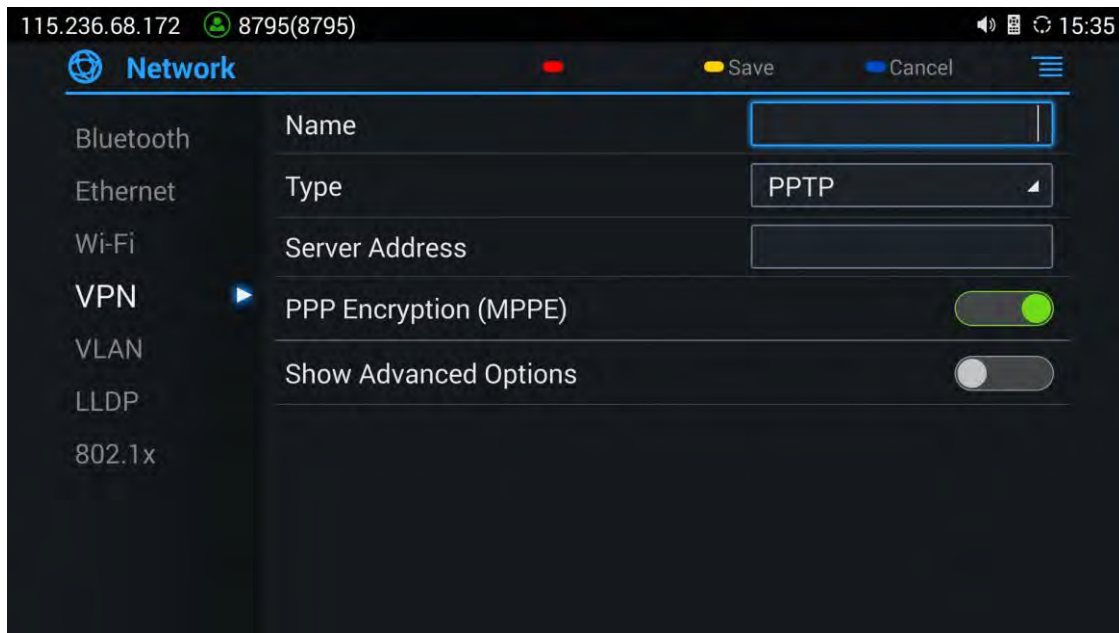 115.236.68.172 8795(8795) 15:35
Network Save Cancel
Bluetooth
Ethernet
Wi-Fi
VPN
VLAN
LLDP
802.1x
Name
Type PPTP
Server Address
PPP Encryption (MPPE)
Show Advanced Options